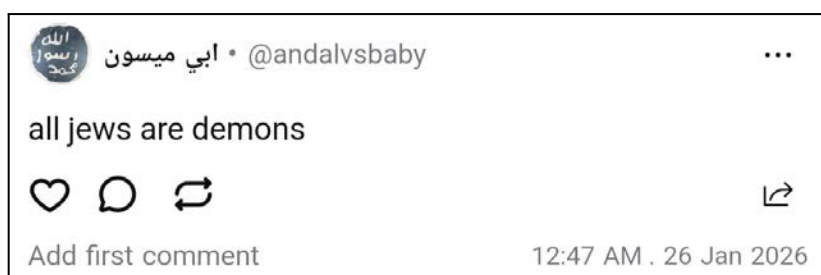 الله
رسول
محمد
ابي ميسون • @andalvsbaby
all jews are demons
Add first comment
12:47 AM . 26 Jan 2026